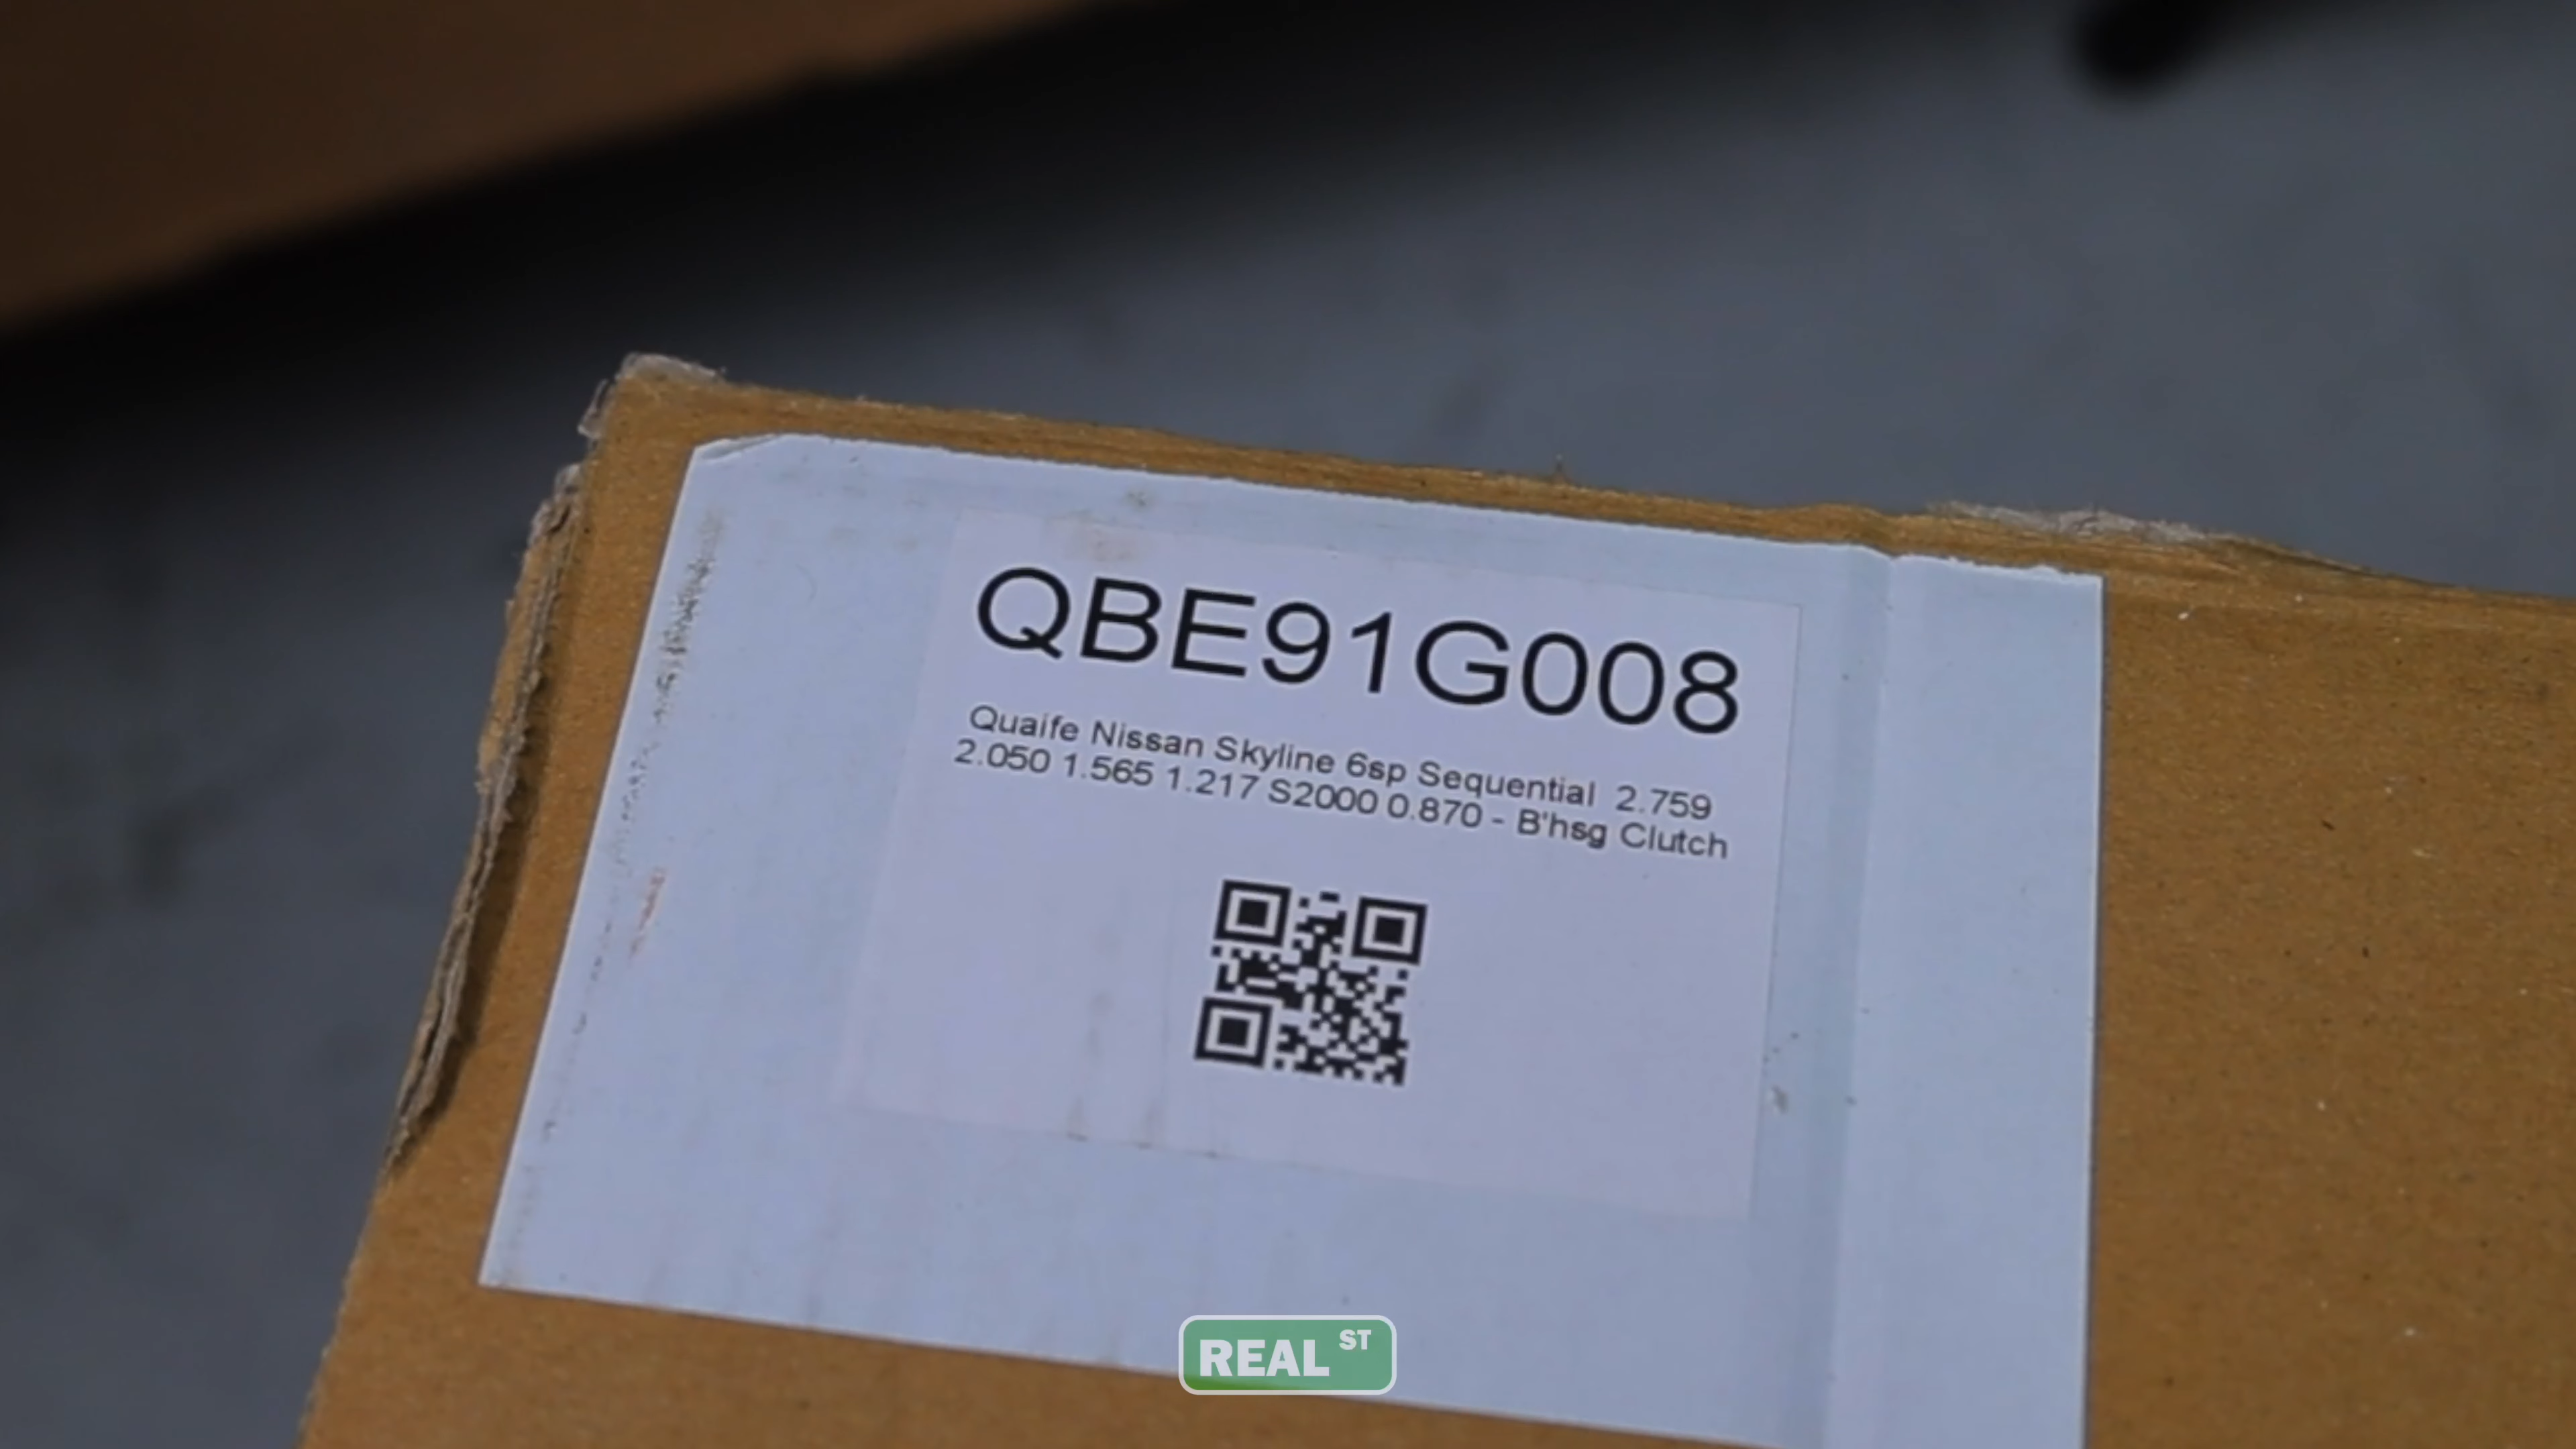 QBE91G008
Quaife Nissan Skyline 6sp Sequential 2.759
2.050 1.565 1.217 S2000 0.870 - B'hsg Clutch
REAL ST